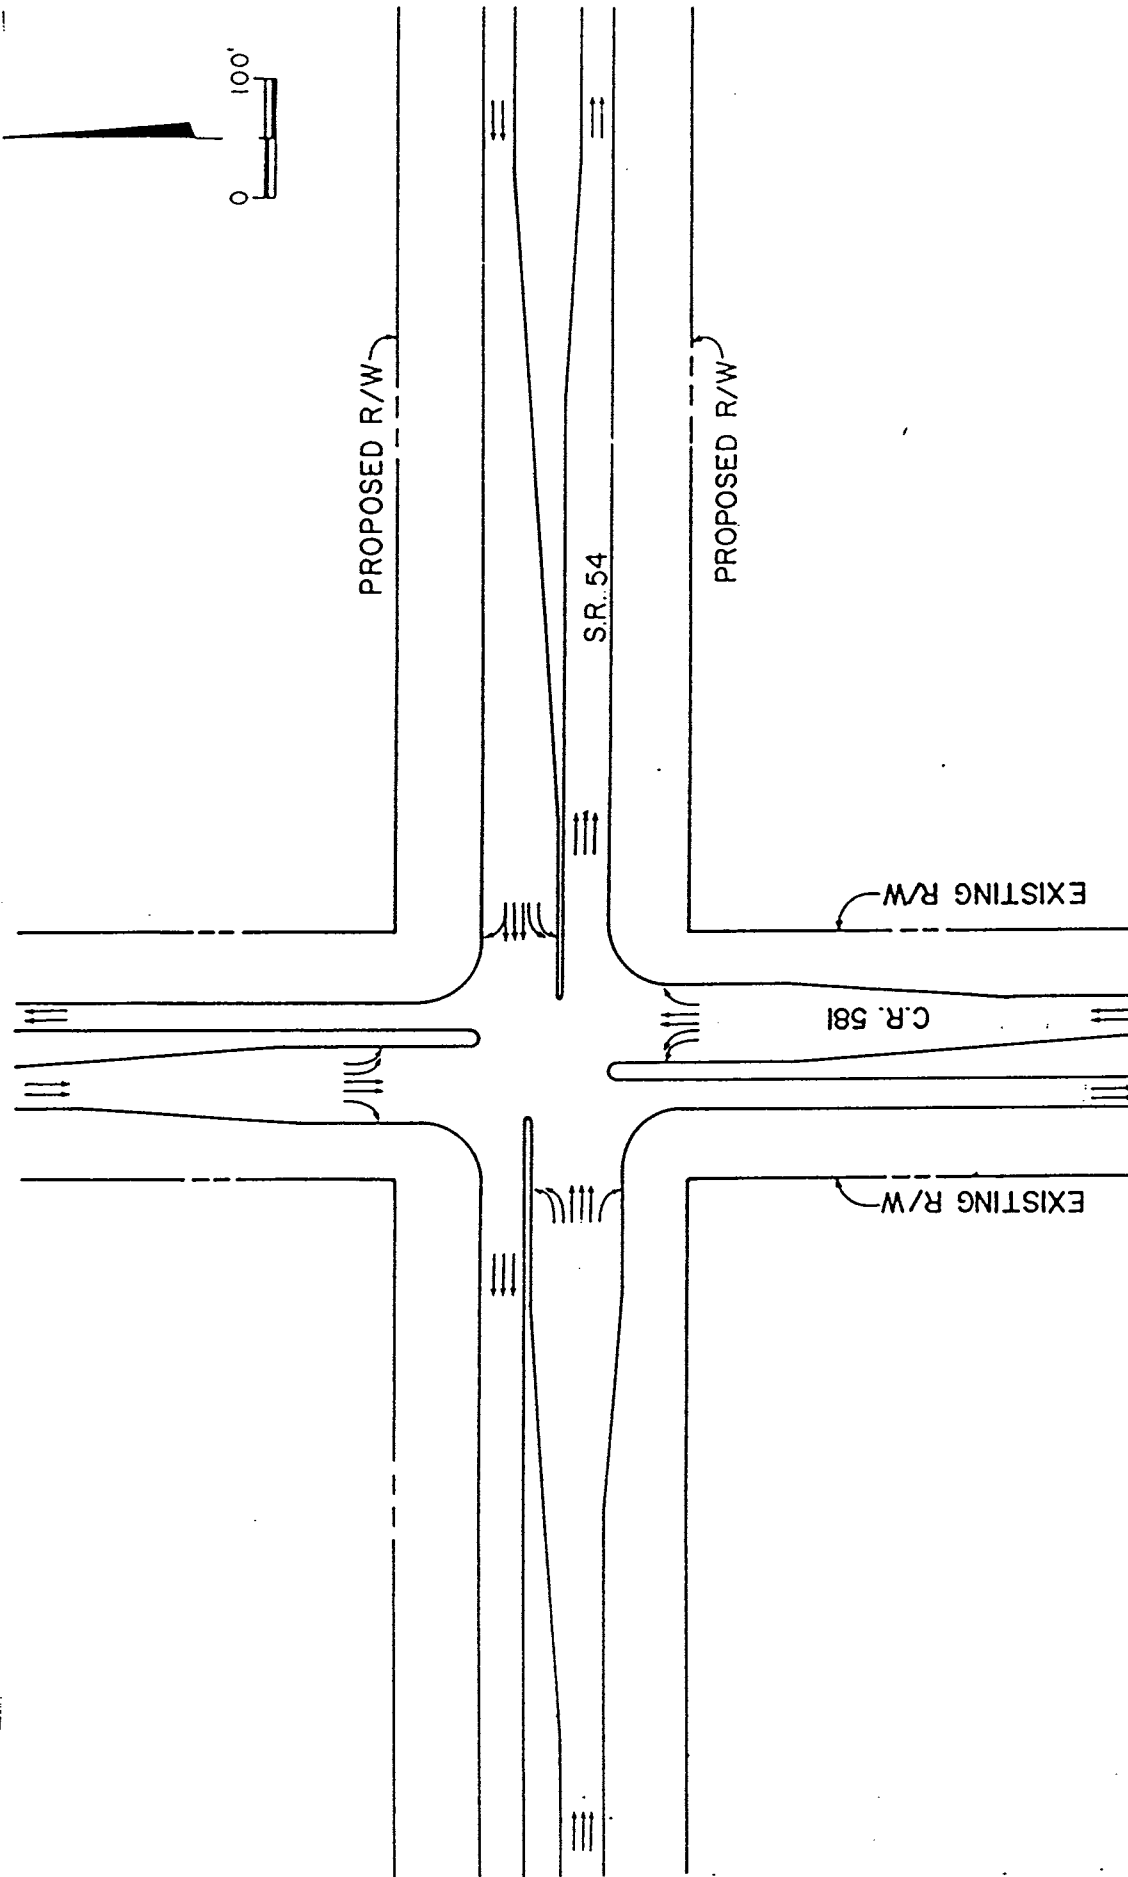 0 100'
PROPOSED R/W
PROPOSED R/W
S.R. 54
EXISTING R/W
C.R. 581
EXISTING R/W